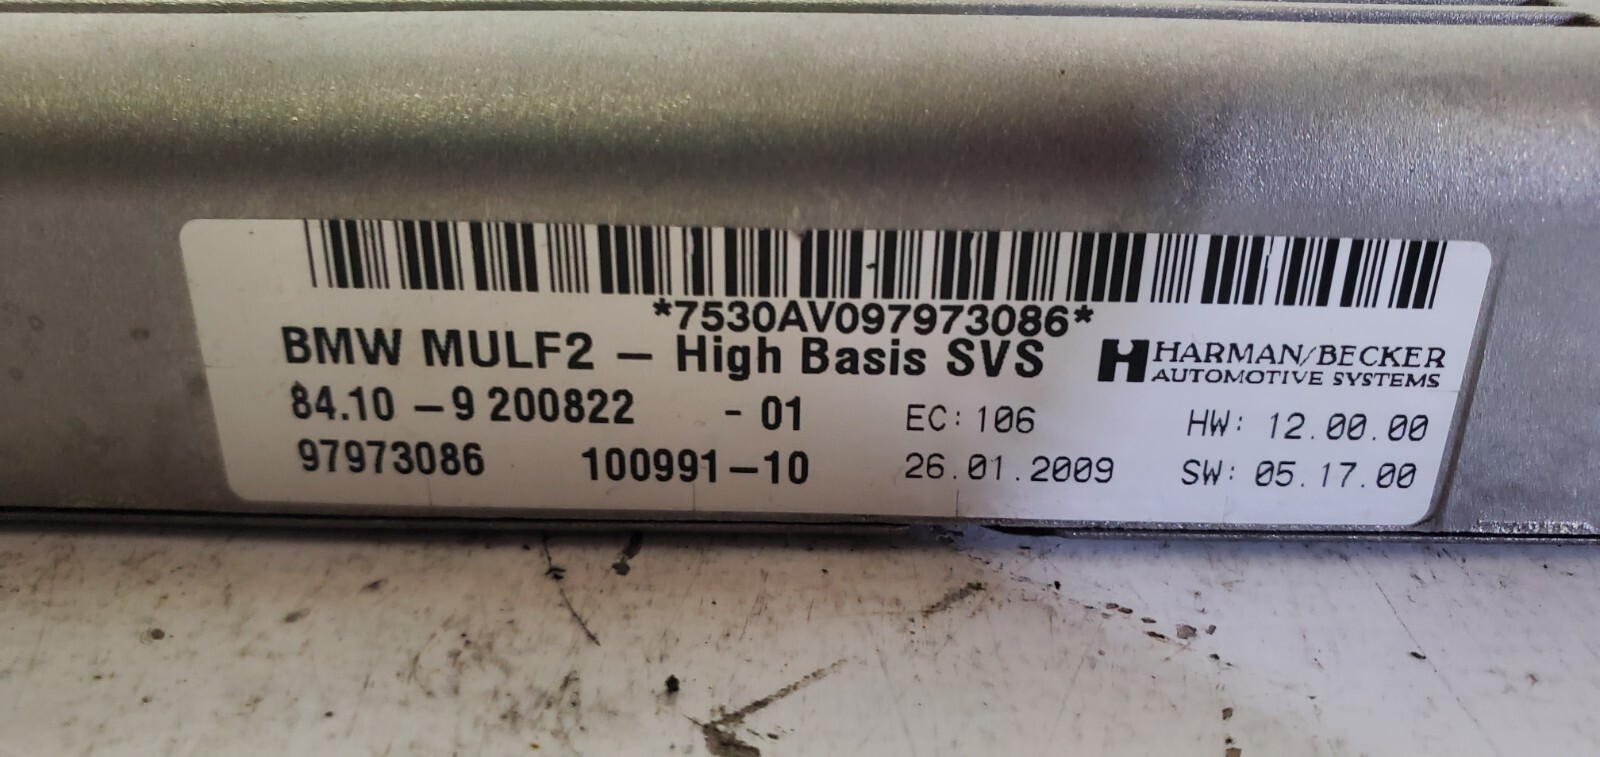 *7530AV097973086*
BMW MULF2 – High Basis SVS
HARMAN/BECKER
AUTOMOTIVE SYSTEMS
84.10 –9 200822 - 01 EC: 106 HW: 12.00.00
97973086 100991–10 26.01.2009 SW: 05.17.00